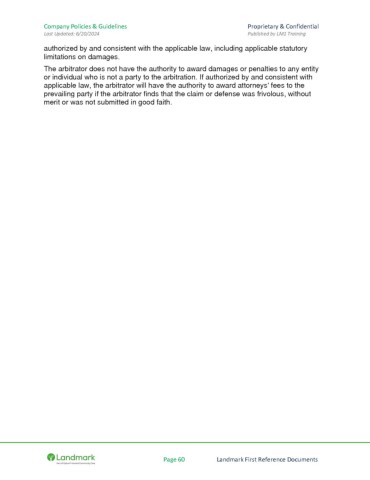 Company Policies & Guidelines Proprietary & Confidential
Last Updated: 6/20/2024 Published by LMS Training
authorized by and consistent with the applicable law, including applicable statutory
limitations on damages.
The arbitrator does not have the authority to award damages or penalties to any entity
or individual who is not a party to the arbitration. If authorized by and consistent with
applicable law, the arbitrator will have the authority to award attorneys' fees to the
prevailing party if the arbitrator finds that the claim or defense was frivolous, without
merit or was not submitted in good faith.
Landmark
Page 60 Landmark First Reference Documents